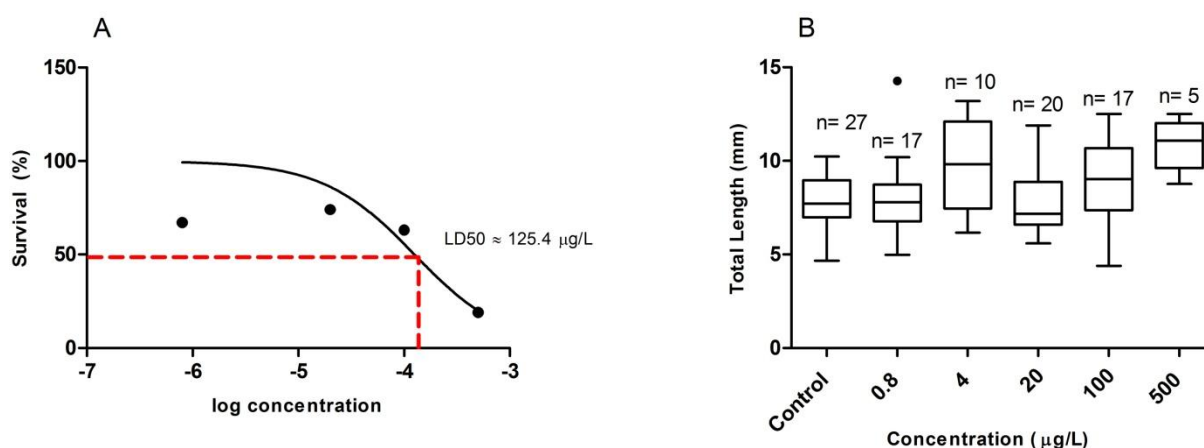 A
Survival (%)
150
100
50
0
LD50 ≈ 125.4 µg/L
-7
-6
-5
-4
-3
log concentration
B
Total Length (mm)
15
10
5
0
n= 27
n= 17
n= 10
n= 20
n= 17
n= 5
Control
0.8
4
20
100
500
Concentration ( µg/L)